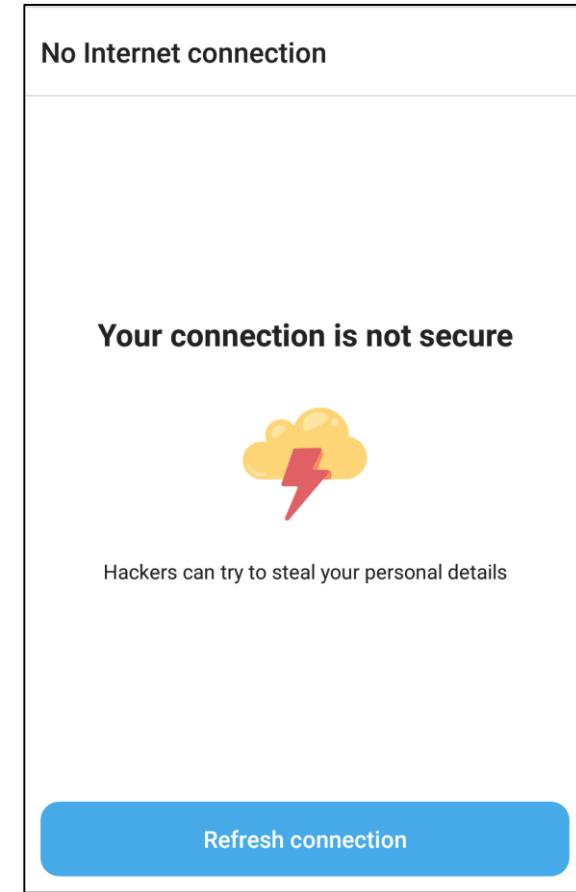 No Internet connection
Your connection is not secure
Hackers can try to steal your personal details
Refresh connection